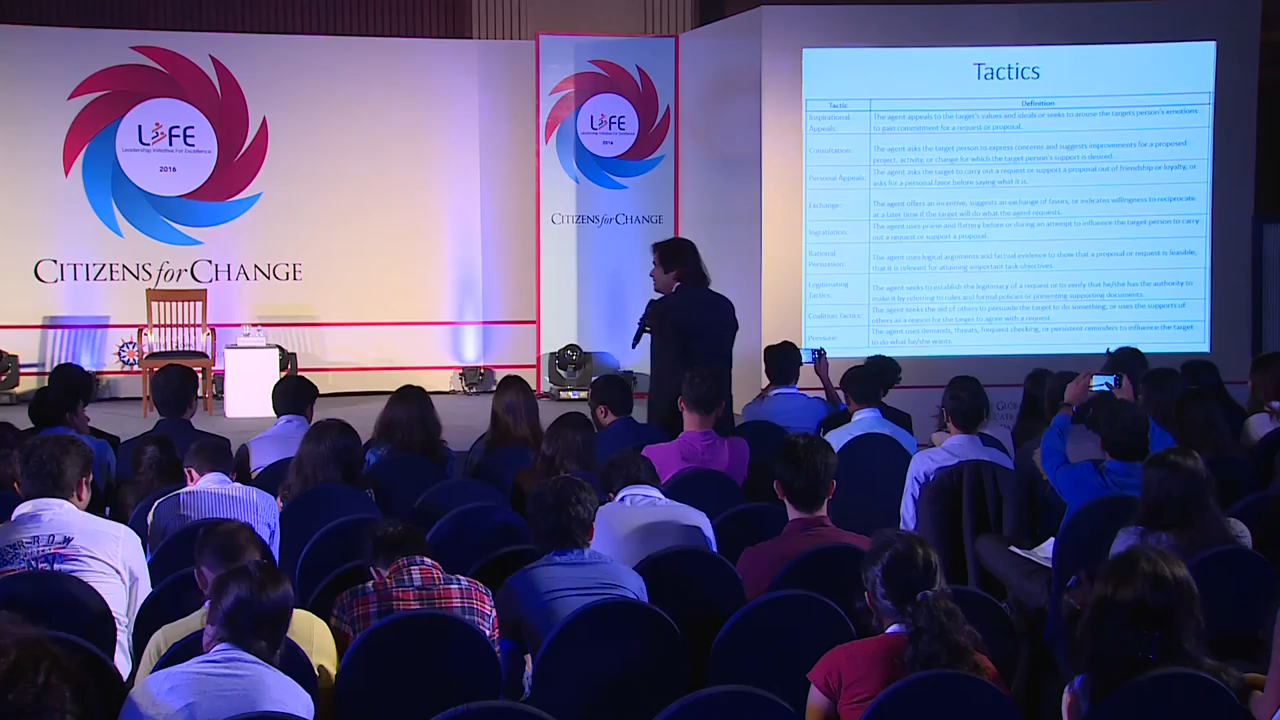 LIFE
Leadership Initiative For Excellence
2016
CITIZENS for CHANGE
LIFE
Leadership Initiative For Excellence
2016
CITIZENS for CHANGE
Tactics
Tactic Definition
Inspirational Appeals: The agent appeals to the target's values and ideals or seeks to arouse the targets person's emotions
to gain commitment for a request or proposal.
Consultation: The agent asks the target person to express concerns and suggests improvements for a proposed
project, activity, or change for which the target person's support is desired.
Personal Appeals: The agent asks the target to carry out a request or support a proposal out of friendship or loyalty, or
asks for a personal favor before saying what it is.
Exchange: The agent offers an incentive, suggests an exchange of favors, or indicates willingness to reciprocate
at a later time if the target will do what the agent requests.
Ingratiation: The agent uses praise and flattery before or during an attempt to influence the target person to carry
out a request or support a proposal.
Rational Persuasion: The agent uses logical arguments and factual evidence to show that a proposal or request is feasible,
that it is relevant for attaining important task objectives.
Legitimating Tactics: The agent seeks to establish the legitimary of a request or to verify that he/she has the authority to
make it by referring to rules and formal policies or presenting supporting documents.
Coalition Tactics: The agent seeks the aid of others to persuade the target to do something, or uses the supports of
others as a reason for the target to agree with a request.
Pressure: The agent uses demands, threats, frequent checking, or persistent reminders to influence the target
to do what he/she wants.